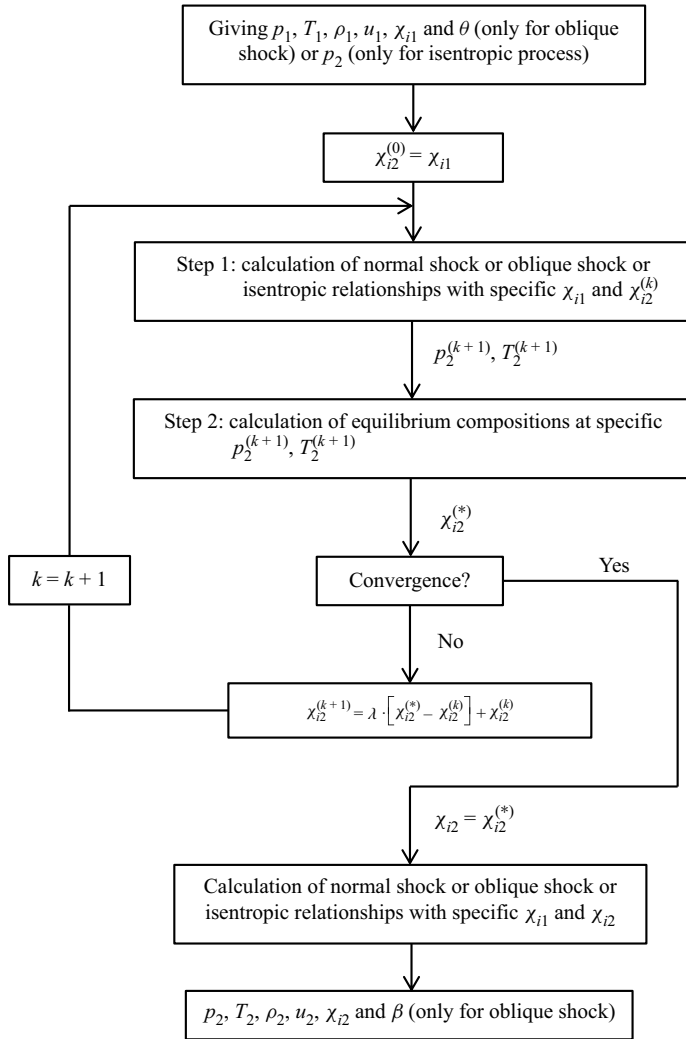 Giving p₁, T₁, ρ₁, u₁, χᵢ₁ and θ (only for oblique
shock) or p₂ (only for isentropic process)
χᵢ₂⁽⁰⁾ = χᵢ₁
Step 1: calculation of normal shock or oblique shock or
isentropic relationships with specific χᵢ₁ and χᵢ₂⁽ᵏ⁾
p₂⁽ᵏ ⁺ ¹⁾, T₂⁽ᵏ ⁺ ¹⁾
Step 2: calculation of equilibrium compositions at specific
p₂⁽ᵏ ⁺ ¹⁾, T₂⁽ᵏ ⁺ ¹⁾
χᵢ₂⁽*⁾
Convergence?
Yes
k = k + 1
No
χᵢ₂⁽ᵏ ⁺ ¹⁾ = λ · [χᵢ₂⁽*⁾ − χᵢ₂⁽ᵏ⁾] + χᵢ₂⁽ᵏ⁾
χᵢ₂ = χᵢ₂⁽*⁾
Calculation of normal shock or oblique shock or
isentropic relationships with specific χᵢ₁ and χᵢ₂
p₂, T₂, ρ₂, u₂, χᵢ₂ and β (only for oblique shock)